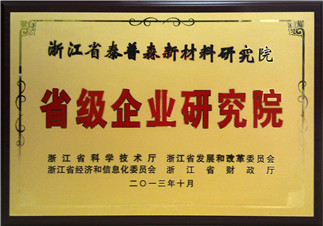 浙江省泰普森新材料研究院
省级企业研究院
浙江省科学技术厅 浙江省发展和改革委员会
浙江省经济和信息化委员会 浙江省财政厅
二〇一三年十月